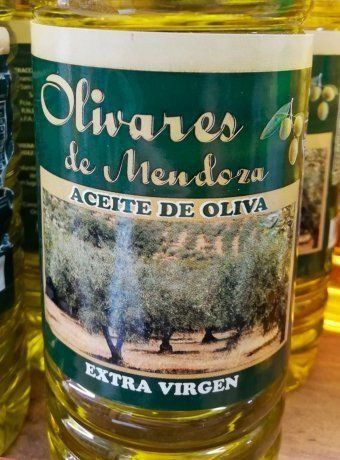 Olivares
de Mendoza
ACEITE DE OLIVA
EXTRA VIRGEN